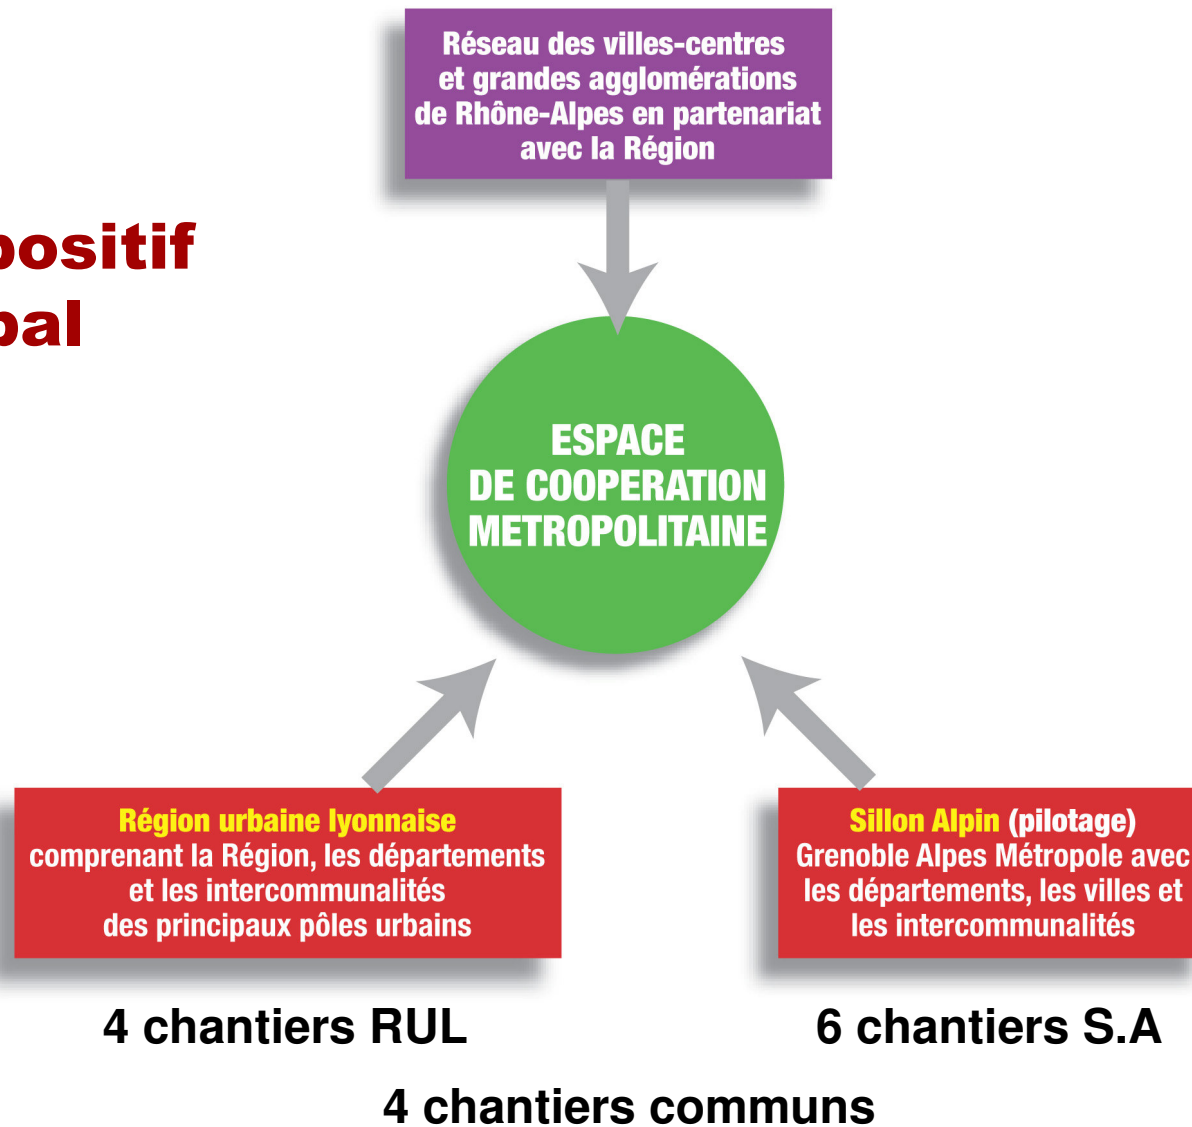 Réseau des villes-centres
et grandes agglomérations
de Rhône-Alpes en partenariat
avec la Région
positif
bal
ESPACE
DE COOPERATION
METROPOLITAINE
Région urbaine lyonnaise
comprenant la Région, les départements
et les intercommunalités
des principaux pôles urbains
Sillon Alpin (pilotage)
Grenoble Alpes Métropole avec
les départements, les villes et
les intercommunalités
4 chantiers RUL
6 chantiers S.A
4 chantiers communs